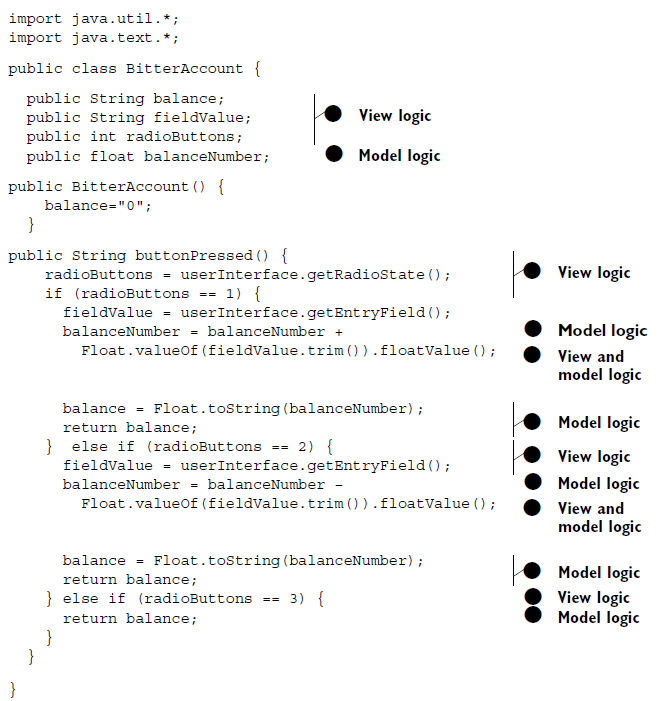 import java.util.*;
import java.text.*;
public class BitterAccount {
public String balance;
public String fieldValue;
View logic
public int radioButtons;
public float balanceNumber;
Model logic
public BitterAccount() {
balance="0";
}
public String buttonPressed() {
radioButtons = userInterface.getRadioState();
View logic
if (radioButtons == 1) {
fieldValue = userInterface.getEntryField();
balanceNumber = balanceNumber +
Model logic
Float.valueOf(fieldValue.trim()).floatValue();
View and
model logic
balance = Float.toString(balanceNumber);
Model logic
return balance;
} else if (radioButtons == 2) {
View logic
fieldValue = userInterface.getEntryField();
balanceNumber = balanceNumber -
Model logic
Float.valueOf(fieldValue.trim()).floatValue();
View and
model logic
balance = Float.toString(balanceNumber);
Model logic
return balance;
} else if (radioButtons == 3) {
View logic
return balance;
Model logic
}
}
}